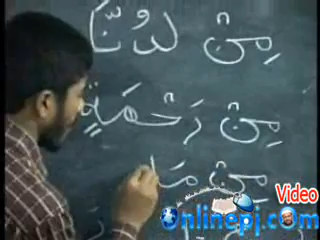 مِنْ لَدُنَّا
مِنْ رَحْمَةٍ
مِنْ مَا
Video
Onlinepj.com